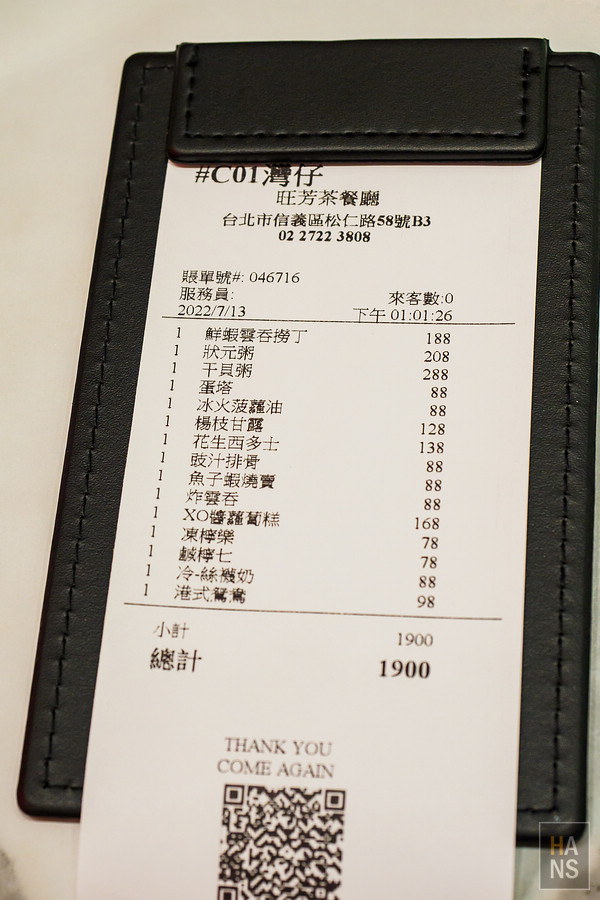 #C01灣仔
旺芳茶餐廳
台北市信義區松仁路58號B3
02 2722 3808
賬單號#: 046716
服務員: 來客數:0
2022/7/13 下午 01:01:26
1 鮮蝦雲吞撈丁 188
1 狀元粥 208
1 干貝粥 288
1 蛋塔 88
1 冰火菠蘿油 88
1 楊枝甘露 128
1 花生西多士 138
1 豉汁排骨 88
1 魚子蝦燒賣 88
1 炸雲吞 88
1 XO醬蘿蔔糕 168
1 凍檸樂 78
1 鹹檸七 78
1 冷-絲襪奶 88
1 港式鴛鴦 98
小計 1900
總計 1900
THANK YOU
COME AGAIN
HANS